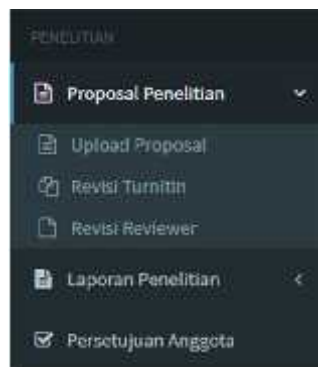 PENELITIAN
Proposal Penelitian
Upload Proposal
Revisi Turnitin
Revisi Reviewer
Laporan Penelitian
Persetujuan Anggota